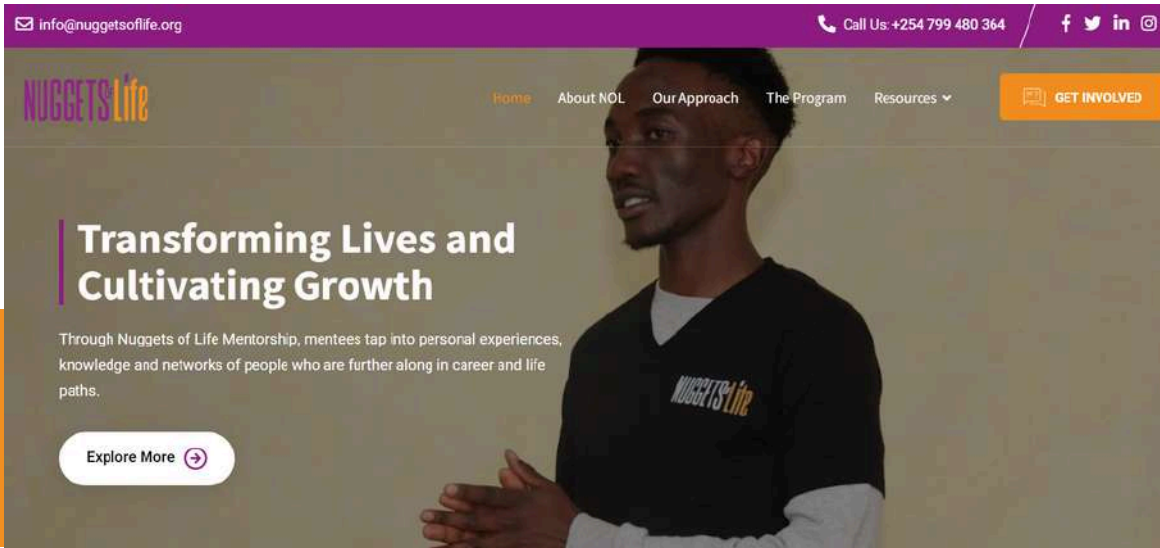 info@nuggetsoflife.org
Call Us: +254 799 480 364
NUGGETS of Life
Home About NOL Our Approach The Program Resources
GET INVOLVED
Transforming Lives and
Cultivating Growth
Through Nuggets of Life Mentorship, mentees tap into personal experiences,
knowledge and networks of people who are further along in career and life
paths.
NUGGETS of Life
Explore More